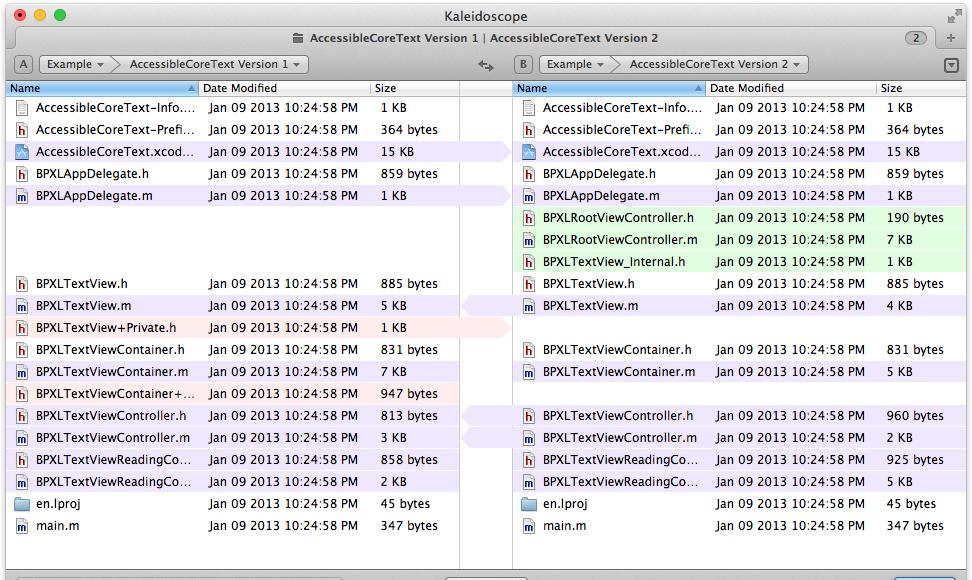 Kaleidoscope
AccessibleCoreText Version 1 | AccessibleCoreText Version 2
2
A Example AccessibleCoreText Version 1 B Example AccessibleCoreText Version 2
Name Date Modified Size Name Date Modified Size
AccessibleCoreText-Info.... Jan 09 2013 10:24:58 PM 1 KB AccessibleCoreText-Info.... Jan 09 2013 10:24:58 PM 1 KB
h AccessibleCoreText-Prefi... Jan 09 2013 10:24:58 PM 364 bytes h AccessibleCoreText-Prefi... Jan 09 2013 10:24:58 PM 364 bytes
AccessibleCoreText.xcod... Jan 09 2013 10:24:58 PM 15 KB AccessibleCoreText.xcod... Jan 09 2013 10:24:58 PM 15 KB
h BPXLAppDelegate.h Jan 09 2013 10:24:58 PM 859 bytes h BPXLAppDelegate.h Jan 09 2013 10:24:58 PM 859 bytes
m BPXLAppDelegate.m Jan 09 2013 10:24:58 PM 1 KB m BPXLAppDelegate.m Jan 09 2013 10:24:58 PM 1 KB
h BPXLRootViewController.h Jan 09 2013 10:24:58 PM 190 bytes
m BPXLRootViewController.m Jan 09 2013 10:24:58 PM 7 KB
h BPXLTextView_Internal.h Jan 09 2013 10:24:58 PM 1 KB
h BPXLTextView.h Jan 09 2013 10:24:58 PM 885 bytes h BPXLTextView.h Jan 09 2013 10:24:58 PM 885 bytes
m BPXLTextView.m Jan 09 2013 10:24:58 PM 5 KB m BPXLTextView.m Jan 09 2013 10:24:58 PM 4 KB
h BPXLTextView+Private.h Jan 09 2013 10:24:58 PM 1 KB
h BPXLTextViewContainer.h Jan 09 2013 10:24:58 PM 831 bytes h BPXLTextViewContainer.h Jan 09 2013 10:24:58 PM 831 bytes
m BPXLTextViewContainer.m Jan 09 2013 10:24:58 PM 7 KB m BPXLTextViewContainer.m Jan 09 2013 10:24:58 PM 5 KB
h BPXLTextViewContainer+... Jan 09 2013 10:24:58 PM 947 bytes
h BPXLTextViewController.h Jan 09 2013 10:24:58 PM 813 bytes h BPXLTextViewController.h Jan 09 2013 10:24:58 PM 960 bytes
m BPXLTextViewController.m Jan 09 2013 10:24:58 PM 3 KB m BPXLTextViewController.m Jan 09 2013 10:24:58 PM 2 KB
h BPXLTextViewReadingCo... Jan 09 2013 10:24:58 PM 858 bytes h BPXLTextViewReadingCo... Jan 09 2013 10:24:58 PM 925 bytes
m BPXLTextViewReadingCo... Jan 09 2013 10:24:58 PM 2 KB m BPXLTextViewReadingCo... Jan 09 2013 10:24:58 PM 5 KB
en.lproj Jan 09 2013 10:24:58 PM 45 bytes en.lproj Jan 09 2013 10:24:58 PM 45 bytes
m main.m Jan 09 2013 10:24:58 PM 347 bytes m main.m Jan 09 2013 10:24:58 PM 347 bytes